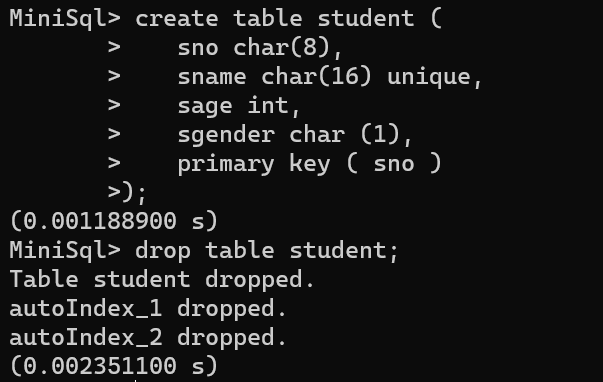 MiniSql> create table student (
       >    sno char(8),
       >    sname char(16) unique,
       >    sage int,
       >    sgender char (1),
       >    primary key ( sno )
       >);
(0.001188900 s)
MiniSql> drop table student;
Table student dropped.
autoIndex_1 dropped.
autoIndex_2 dropped.
(0.002351100 s)